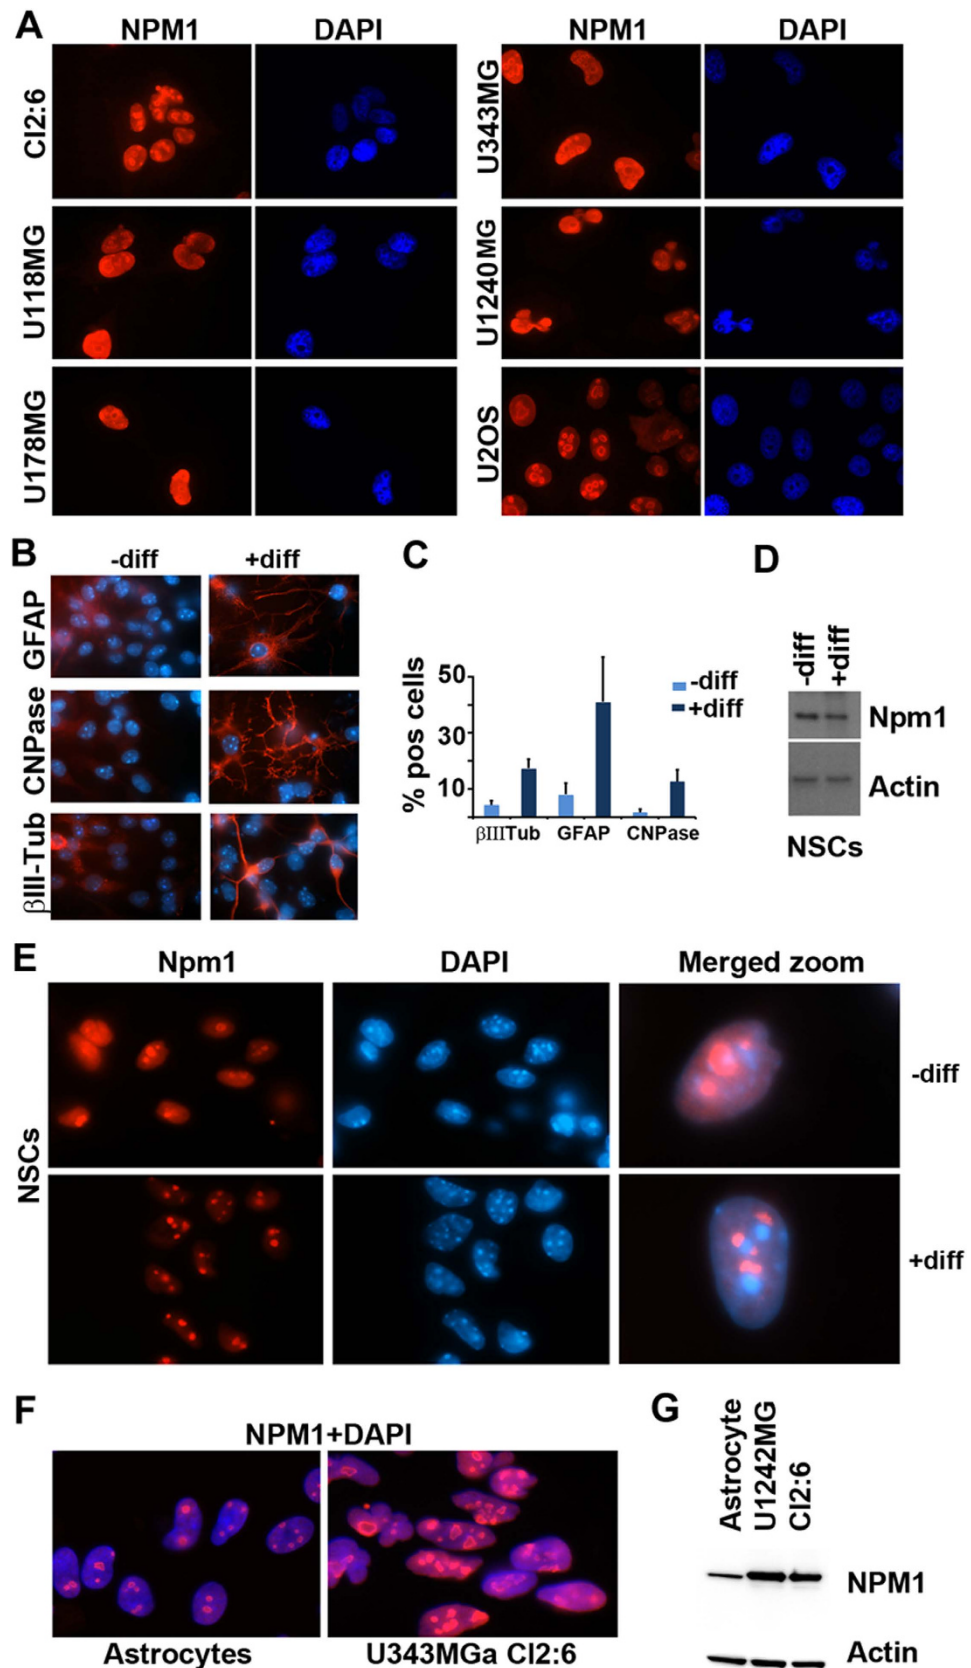 A
NPM1 DAPI NPM1 DAPI
Cl2:6
U343MG
U118MG
U1240MG
U178MG
U2OS
B
-diff +diff
GFAP
CNPase
βIII-Tub
C
% pos cells
50
30
10
-diff
+diff
βIIITub GFAP CNPase
D
-diff
+diff
Npm1
Actin
NSCs
E
Npm1 DAPI Merged zoom
NSCs
-diff
+diff
F
NPM1+DAPI
Astrocytes U343MGa Cl2:6
G
Astrocyte
U1242MG
Cl2:6
NPM1
Actin